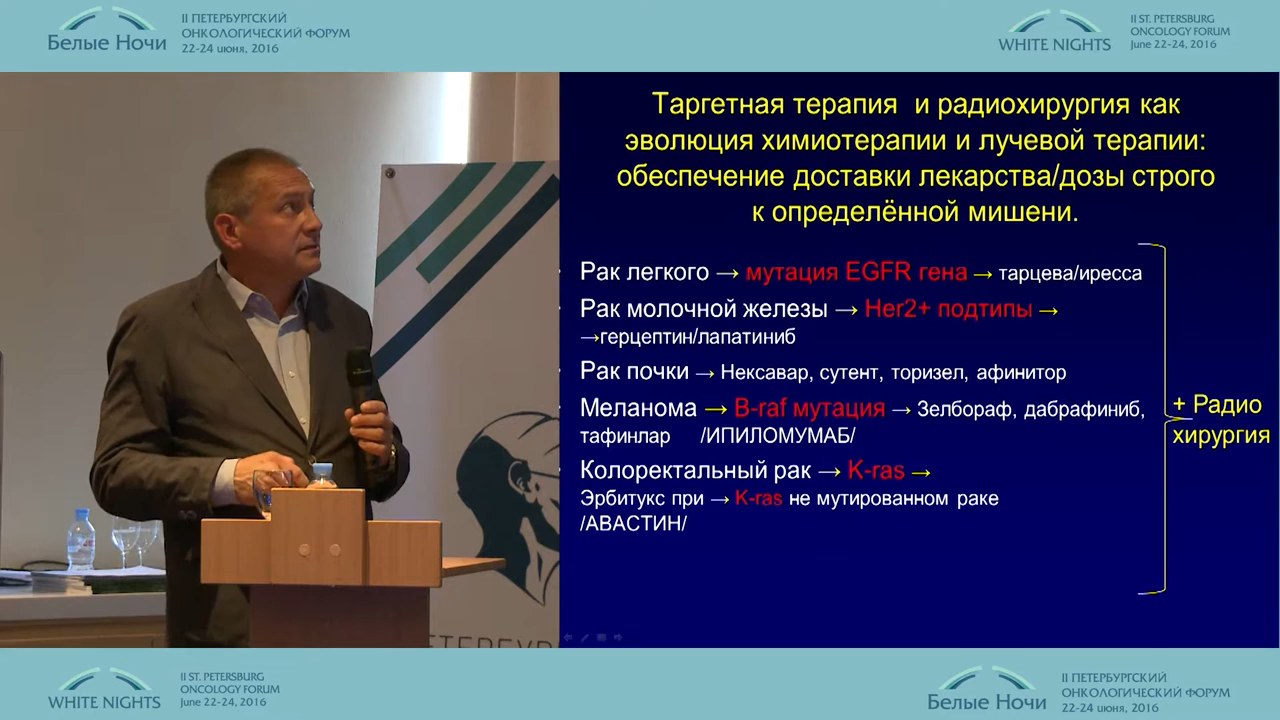 Белые Ночи
II ПЕТЕРБУРГСКИЙ
ОНКОЛОГИЧЕСКИЙ ФОРУМ
22-24 июня, 2016
WHITE NIGHTS
II ST. PETERSBURG
ONCOLOGY FORUM
June 22-24, 2016
Таргетная терапия и радиохирургия как
эволюция химиотерапии и лучевой терапии:
обеспечение доставки лекарства/дозы строго
к определённой мишени.
Рак легкого → мутация EGFR гена → тарцева/иресса
Рак молочной железы → Her2+ подтипы →
→герцептин/лапатиниб
Рак почки → Нексавар, сутент, торизел, афинитор
Меланома → B-raf мутация → Зелбораф, дабрафиниб,
тафинлар /ИПИЛОМУМАБ/
Колоректальный рак → K-ras →
Эрбитукс при → K-ras не мутированном раке
/АВАСТИН/
+ Радио
хирургия
WHITE NIGHTS
II ST. PETERSBURG
ONCOLOGY FORUM
June 22-24, 2016
Белые Ночи
II ПЕТЕРБУРГСКИЙ
ОНКОЛОГИЧЕСКИЙ ФОРУМ
22-24 июня, 2016